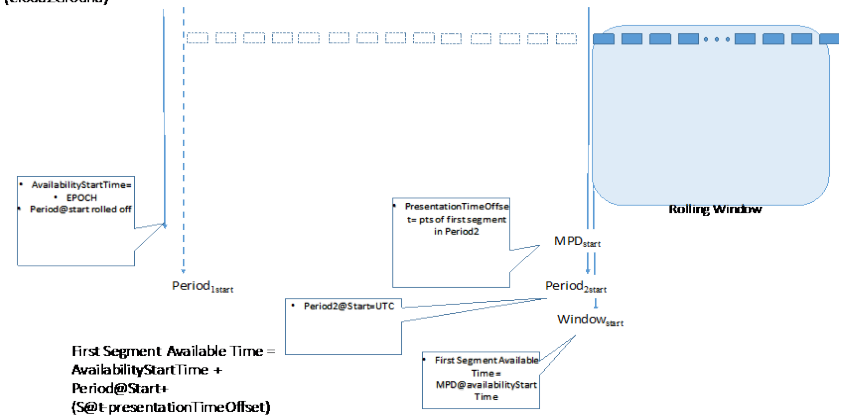 • AvailabilityStartTime=
• EPOCH
• Period@start rolled off
• PresentationTimeOffse
t= pts of first segment
in Period2
Rolling Window
MPDstart
Period1start
Period2start
• Period2@Start=UTC
Windowstart
First Segment Available Time =
AvailabilityStartTime +
Period@Start+
(S@t-presentationTimeOffset)
• First Segment Available
Time =
MPD@availabilityStart
Time